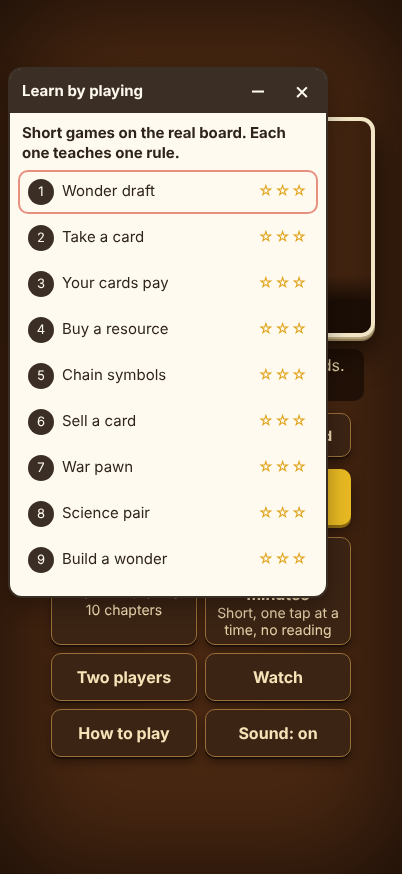 Learn by playing
Short games on the real board. Each
one teaches one rule.
1 Wonder draft
2 Take a card
3 Your cards pay
4 Buy a resource
5 Chain symbols
6 Sell a card
7 War pawn
8 Science pair
9 Build a wonder
10 chapters
Short, one tap at a
time, no reading
Two players
Watch
How to play
Sound: on